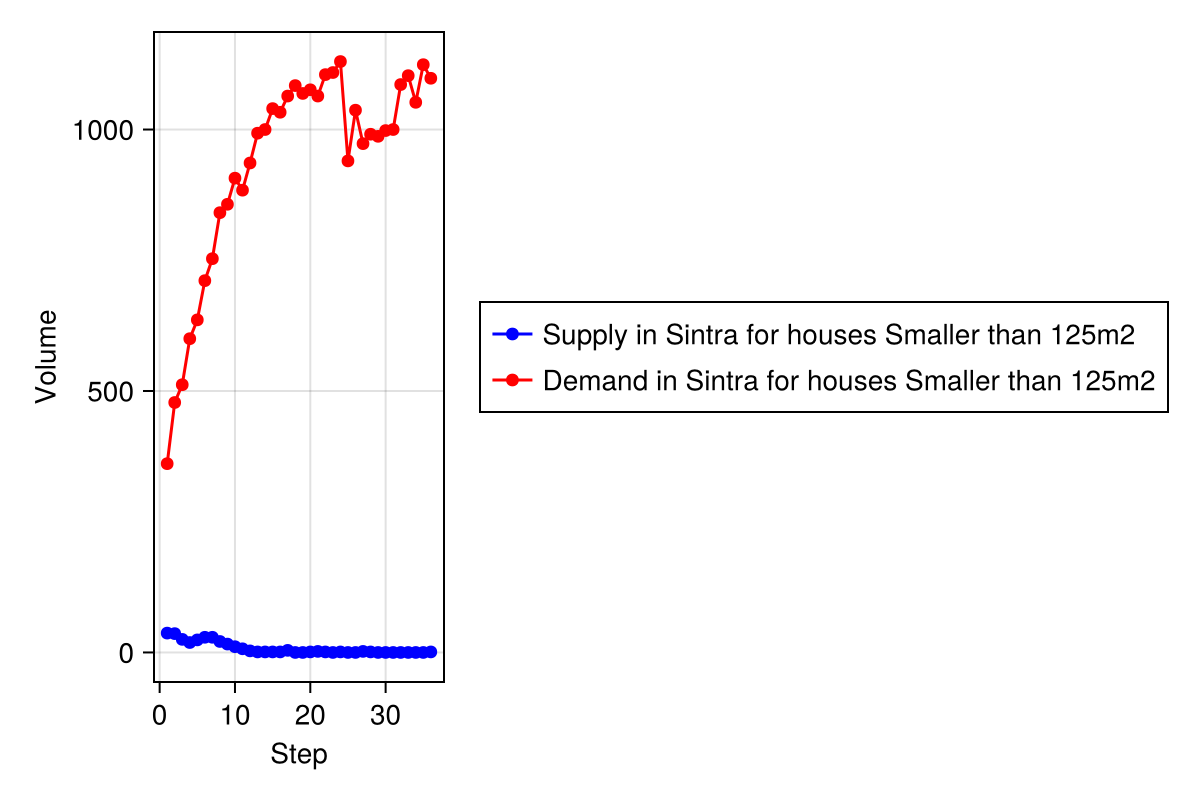 1000
500
0
Volume
0 10 20 30
Step
Supply in Sintra for houses Smaller than 125m2
Demand in Sintra for houses Smaller than 125m2